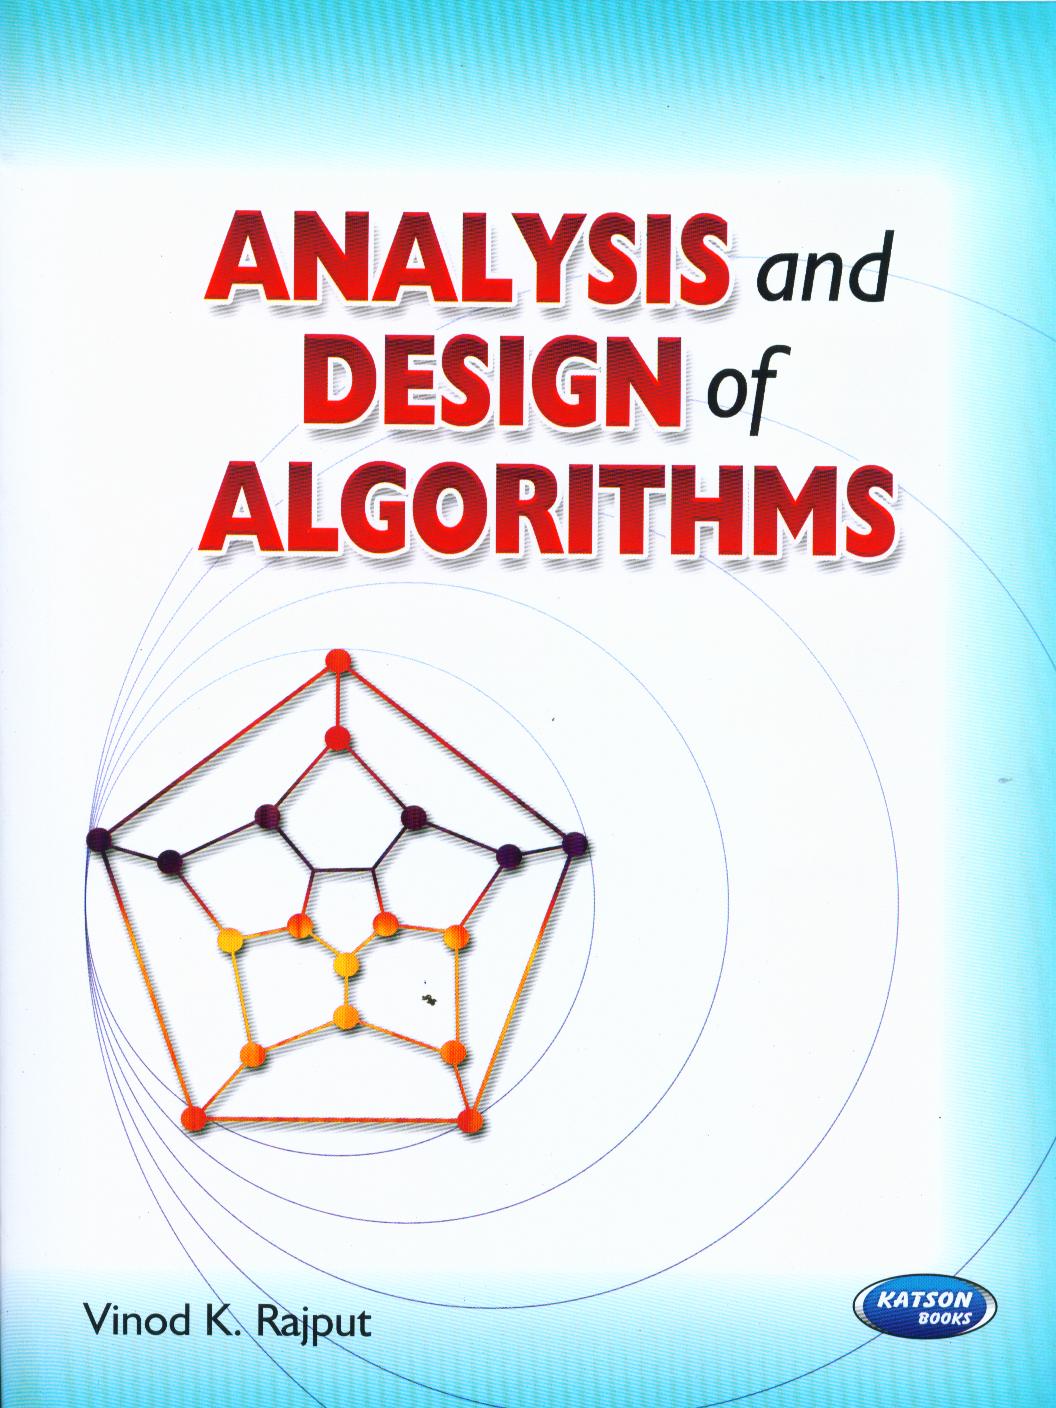 ANALYSIS and
DESIGN of
ALGORITHMS
Vinod K. Rajput
KATSON
BOOKS